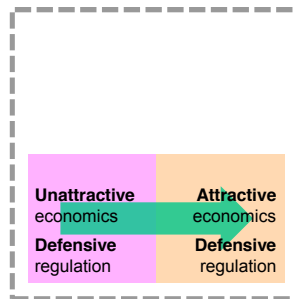 Unattractive
economics
Defensive
regulation
Attractive
economics
Defensive
regulation